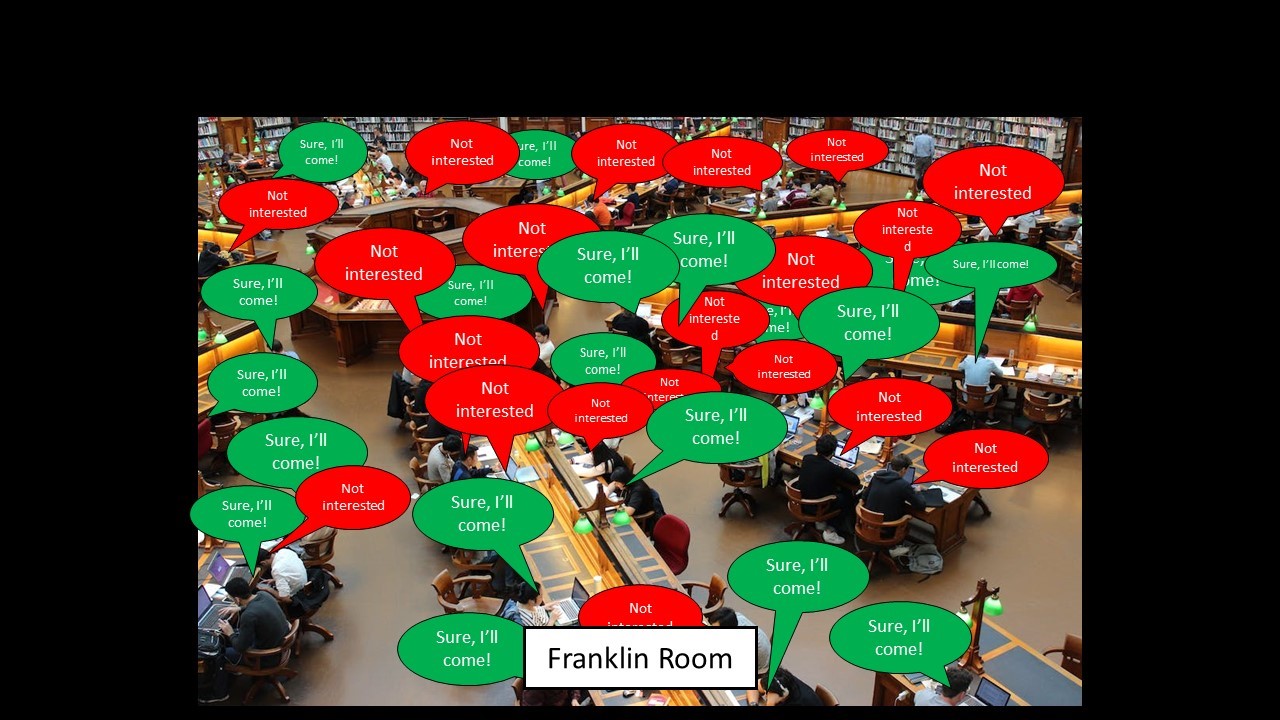 Sure, I'll
come!
Not
interested
come!
Not
interested
Not
interested
Not
interested
Not
interested
Not
interested
Not
intereste
d
Not
interested
Not
Sure, I'll
come!
Sure, I'll
come!
Not
interested
Sure, I'll come!
Sure, I'll
come!
Sure, I'll
come!
Not
intereste
d
Sure, I'll
come!
Not
interested
Sure, I'll
come!
Not
interested
Sure, I'll
come!
Not
Not
interested
Not
interested
Sure, I'll
come!
Not
interested
Sure, I'll
come!
Not
interested
Sure, I'll
come!
Not
interested
Sure, I'll
come!
Sure, I'll
come!
Not
Sure, I'll
come!
Sure, I'll
come!
Franklin Room